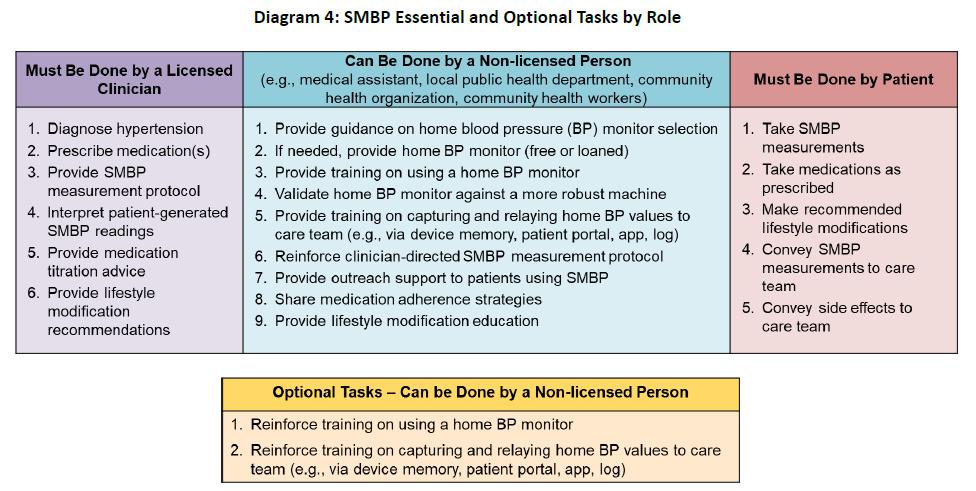 Diagram 4: SMBP Essential and Optional Tasks by Role
Must Be Done by a Licensed
Clinician
1. Diagnose hypertension
2. Prescribe medication(s)
3. Provide SMBP
measurement protocol
4. Interpret patient-generated
SMBP readings
5. Provide medication
titration advice
6. Provide lifestyle
modification
recommendations
Can Be Done by a Non-licensed Person
(e.g., medical assistant, local public health department, community
health organization, community health workers)
1. Provide guidance on home blood pressure (BP) monitor selection
2. If needed, provide home BP monitor (free or loaned)
3. Provide training on using a home BP monitor
4. Validate home BP monitor against a more robust machine
5. Provide training on capturing and relaying home BP values to
care team (e.g., via device memory, patient portal, app, log)
6. Reinforce clinician-directed SMBP measurement protocol
7. Provide outreach support to patients using SMBP
8. Share medication adherence strategies
9. Provide lifestyle modification education
Must Be Done by Patient
1. Take SMBP
measurements
2. Take medications as
prescribed
3. Make recommended
lifestyle modifications
4. Convey SMBP
measurements to care
team
5. Convey side effects to
care team
Optional Tasks – Can be Done by a Non-licensed Person
1. Reinforce training on using a home BP monitor
2. Reinforce training on capturing and relaying home BP values to care
team (e.g., via device memory, patient portal, app, log)